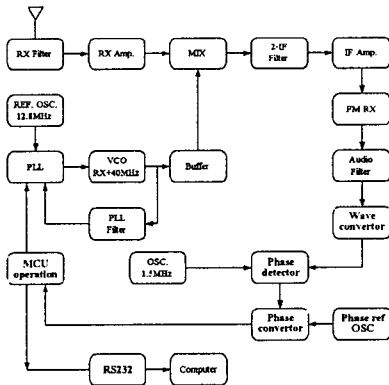 RX Filter
RX Amp.
MIX
2-IF
Filter
IF Amp.
REF. OSC.
12.8MHz
FM RX
PLL
VCO
RX+40MHz
Buffer
Audio
Filter
PLL
Filter
Wave
convertor
MCU
operation
OSC.
1.5MHz
Phase
detector
Phase
convertor
Phase ref
OSC
RS232
Computer